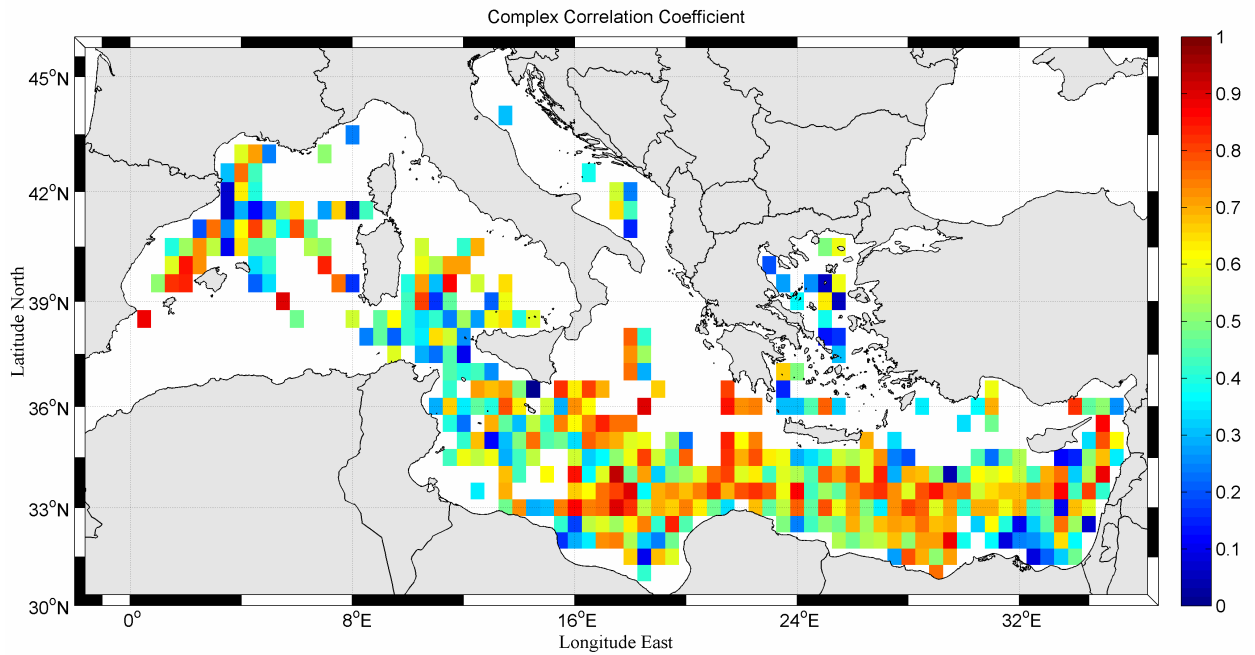 Complex Correlation Coefficient
45°N
42°N
39°N
36°N
33°N
30°N
Latitude North
0°
8°E
16°E
24°E
32°E
Longitude East
1
0.9
0.8
0.7
0.6
0.5
0.4
0.3
0.2
0.1
0